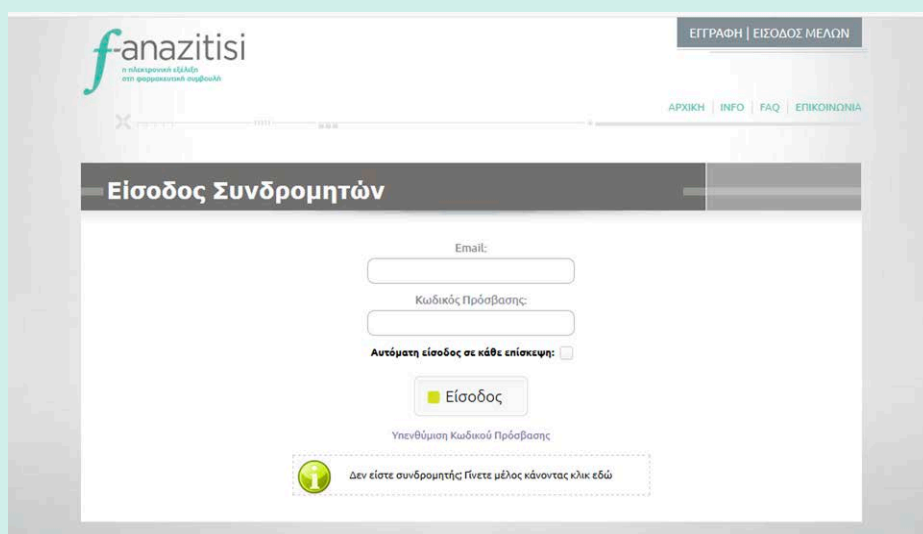 f-anazitisi
η ηλεκτρονική εξέλιξη
στη φαρμακευτική συμβουλή
ΕΓΓΡΑΦΗ | ΕΙΣΟΔΟΣ ΜΕΛΩΝ
ΑΡΧΙΚΗ | INFO | FAQ | ΕΠΙΚΟΙΝΩΝΙΑ
Είσοδος Συνδρομητών
Email:
Κωδικός Πρόσβασης:
Αυτόματη είσοδος σε κάθε επίσκεψη:
Είσοδος
Υπενθύμιση Κωδικού Πρόσβασης
Δεν είστε συνδρομητής; Γίνετε μέλος κάνοντας κλικ εδώ